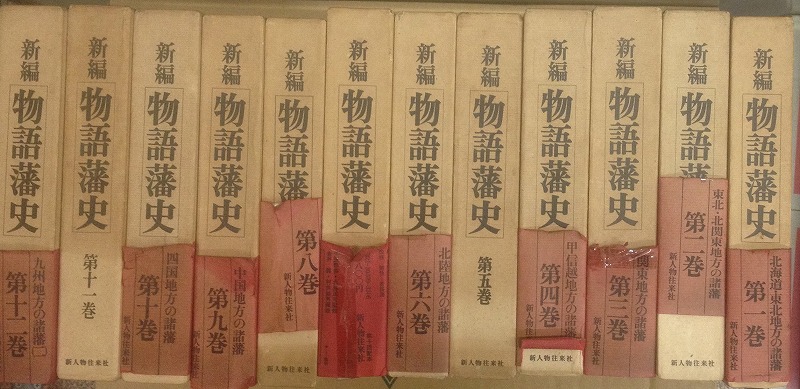 新編
物語藩史
九州地方の諸藩
第十二巻
新編
物語藩史
第十一巻
新人物往来社
新編
物語藩史
四国地方の諸藩
第十巻
新人物往来社
新編
物語藩史
中国地方の諸藩
第九巻
新人物往来社
新編
物語藩史
第八巻
新人物往来社
新編
物語藩史
新編
物語藩史
北陸地方の諸藩
第六巻
新人物往来社
新編
物語藩史
第五巻
新人物往来社
新編
物語藩史
甲信越地方の諸藩
第四巻
新人物往来社
新編
物語藩史
関東地方の諸藩
第三巻
新人物往来社
新編
物語藩史
東北・北関東地方の諸藩
第二巻
新人物往来社
新編
物語藩史
北海道・東北地方の諸藩
第一巻
新人物往来社